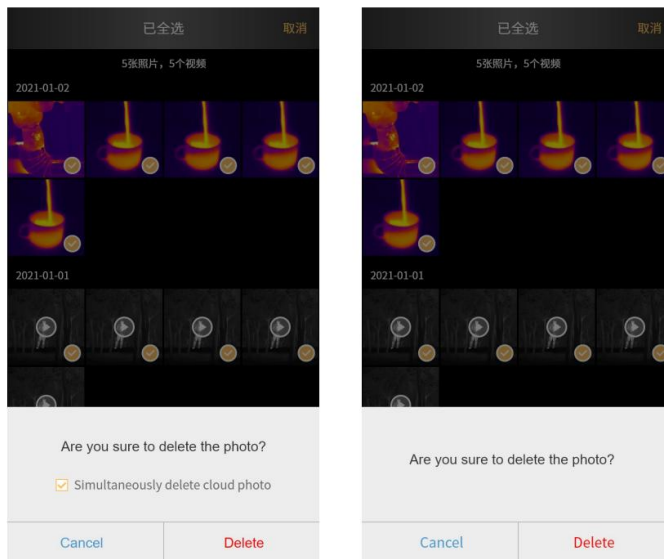 已全选 取消
5张照片，5个视频
2021-01-02
2021-01-01
Are you sure to delete the photo?
Simultaneously delete cloud photo
Cancel Delete
已全选 取消
5张照片，5个视频
2021-01-02
2021-01-01
Are you sure to delete the photo?
Cancel Delete